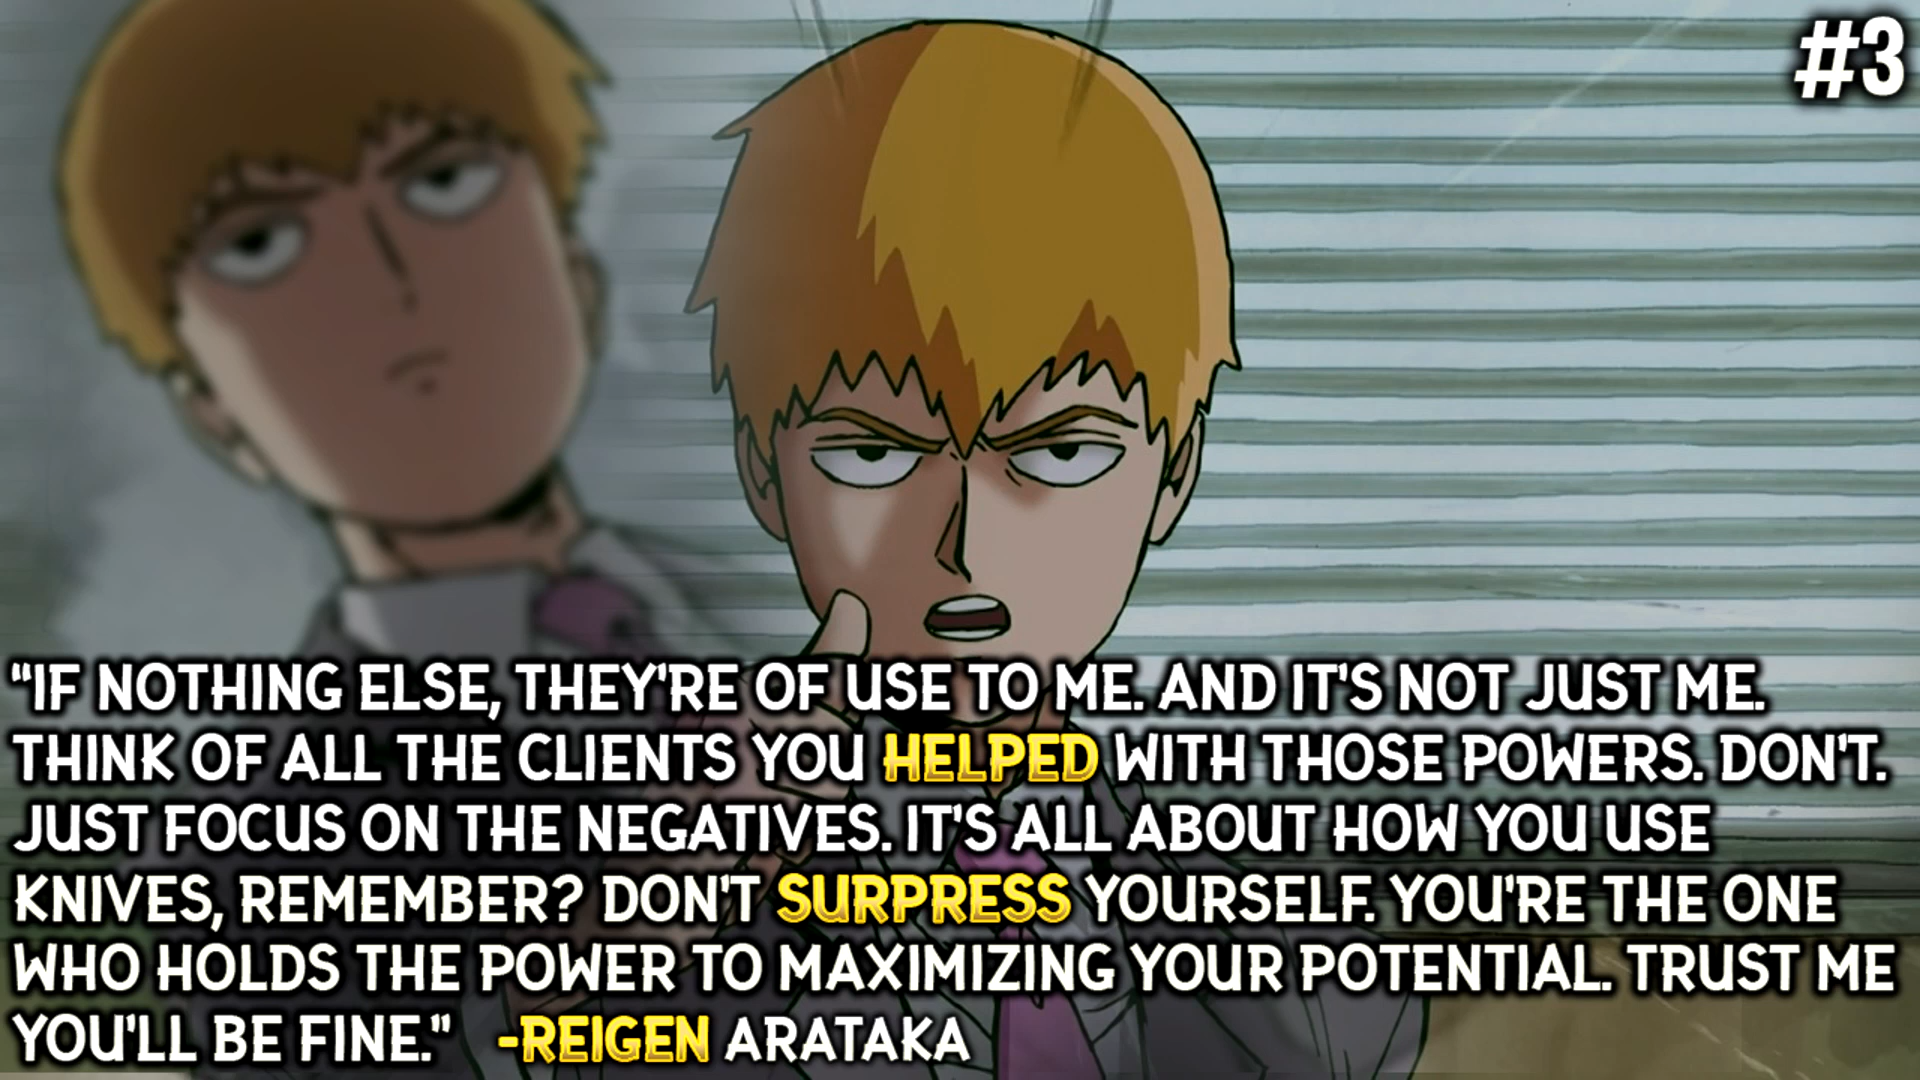 #3
"IF NOTHING ELSE, THEY'RE OF USE TO ME. AND IT'S NOT JUST ME.
THINK OF ALL THE CLIENTS YOU HELPED WITH THOSE POWERS. DON'T.
JUST FOCUS ON THE NEGATIVES. IT'S ALL ABOUT HOW YOU USE
KNIVES, REMEMBER? DON'T SURPRESS YOURSELF. YOU'RE THE ONE
WHO HOLDS THE POWER TO MAXIMIZING YOUR POTENTIAL. TRUST ME
YOU'LL BE FINE." -REIGEN ARATAKA